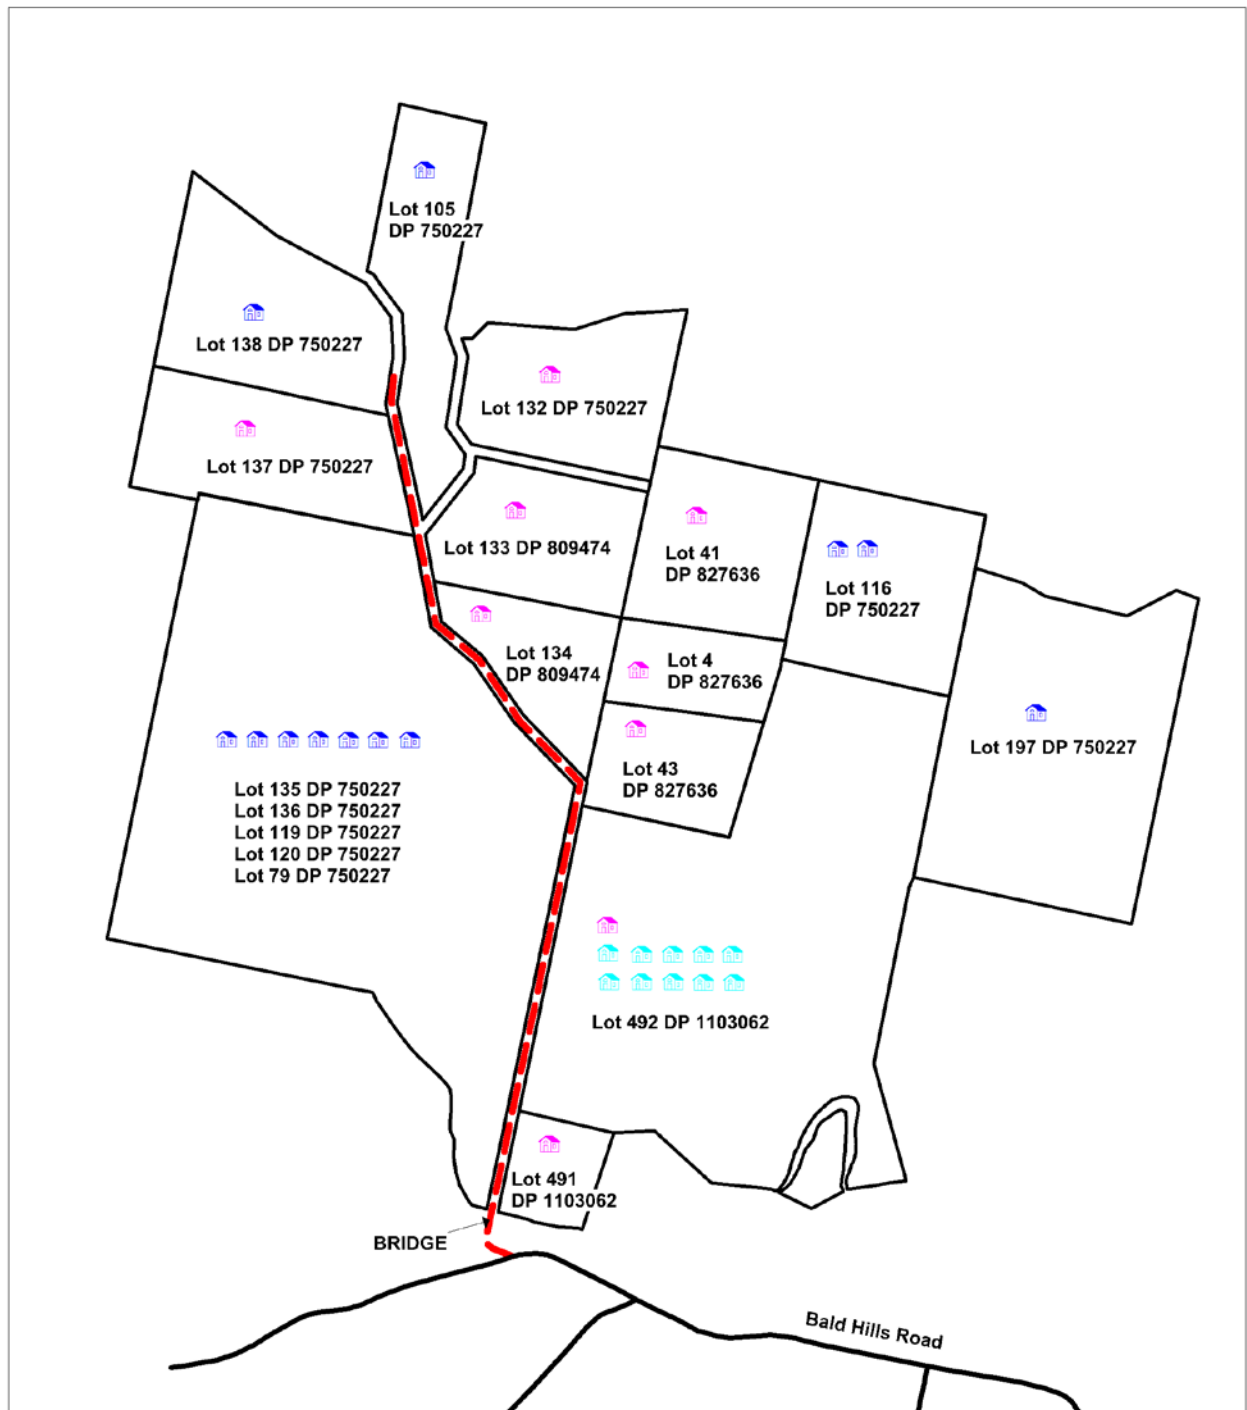 Lot 105
DP 750227
Lot 138 DP 750227
Lot 132 DP 750227
Lot 137 DP 750227
Lot 133 DP 809474
Lot 41
DP 827636
Lot 116
DP 750227
Lot 134
DP 809474
Lot 4
DP 827636
Lot 197 DP 750227
Lot 43
DP 827636
Lot 135 DP 750227
Lot 136 DP 750227
Lot 119 DP 750227
Lot 120 DP 750227
Lot 79 DP 750227
Lot 492 DP 1103062
Lot 491
DP 1103062
BRIDGE
Bald Hills Road